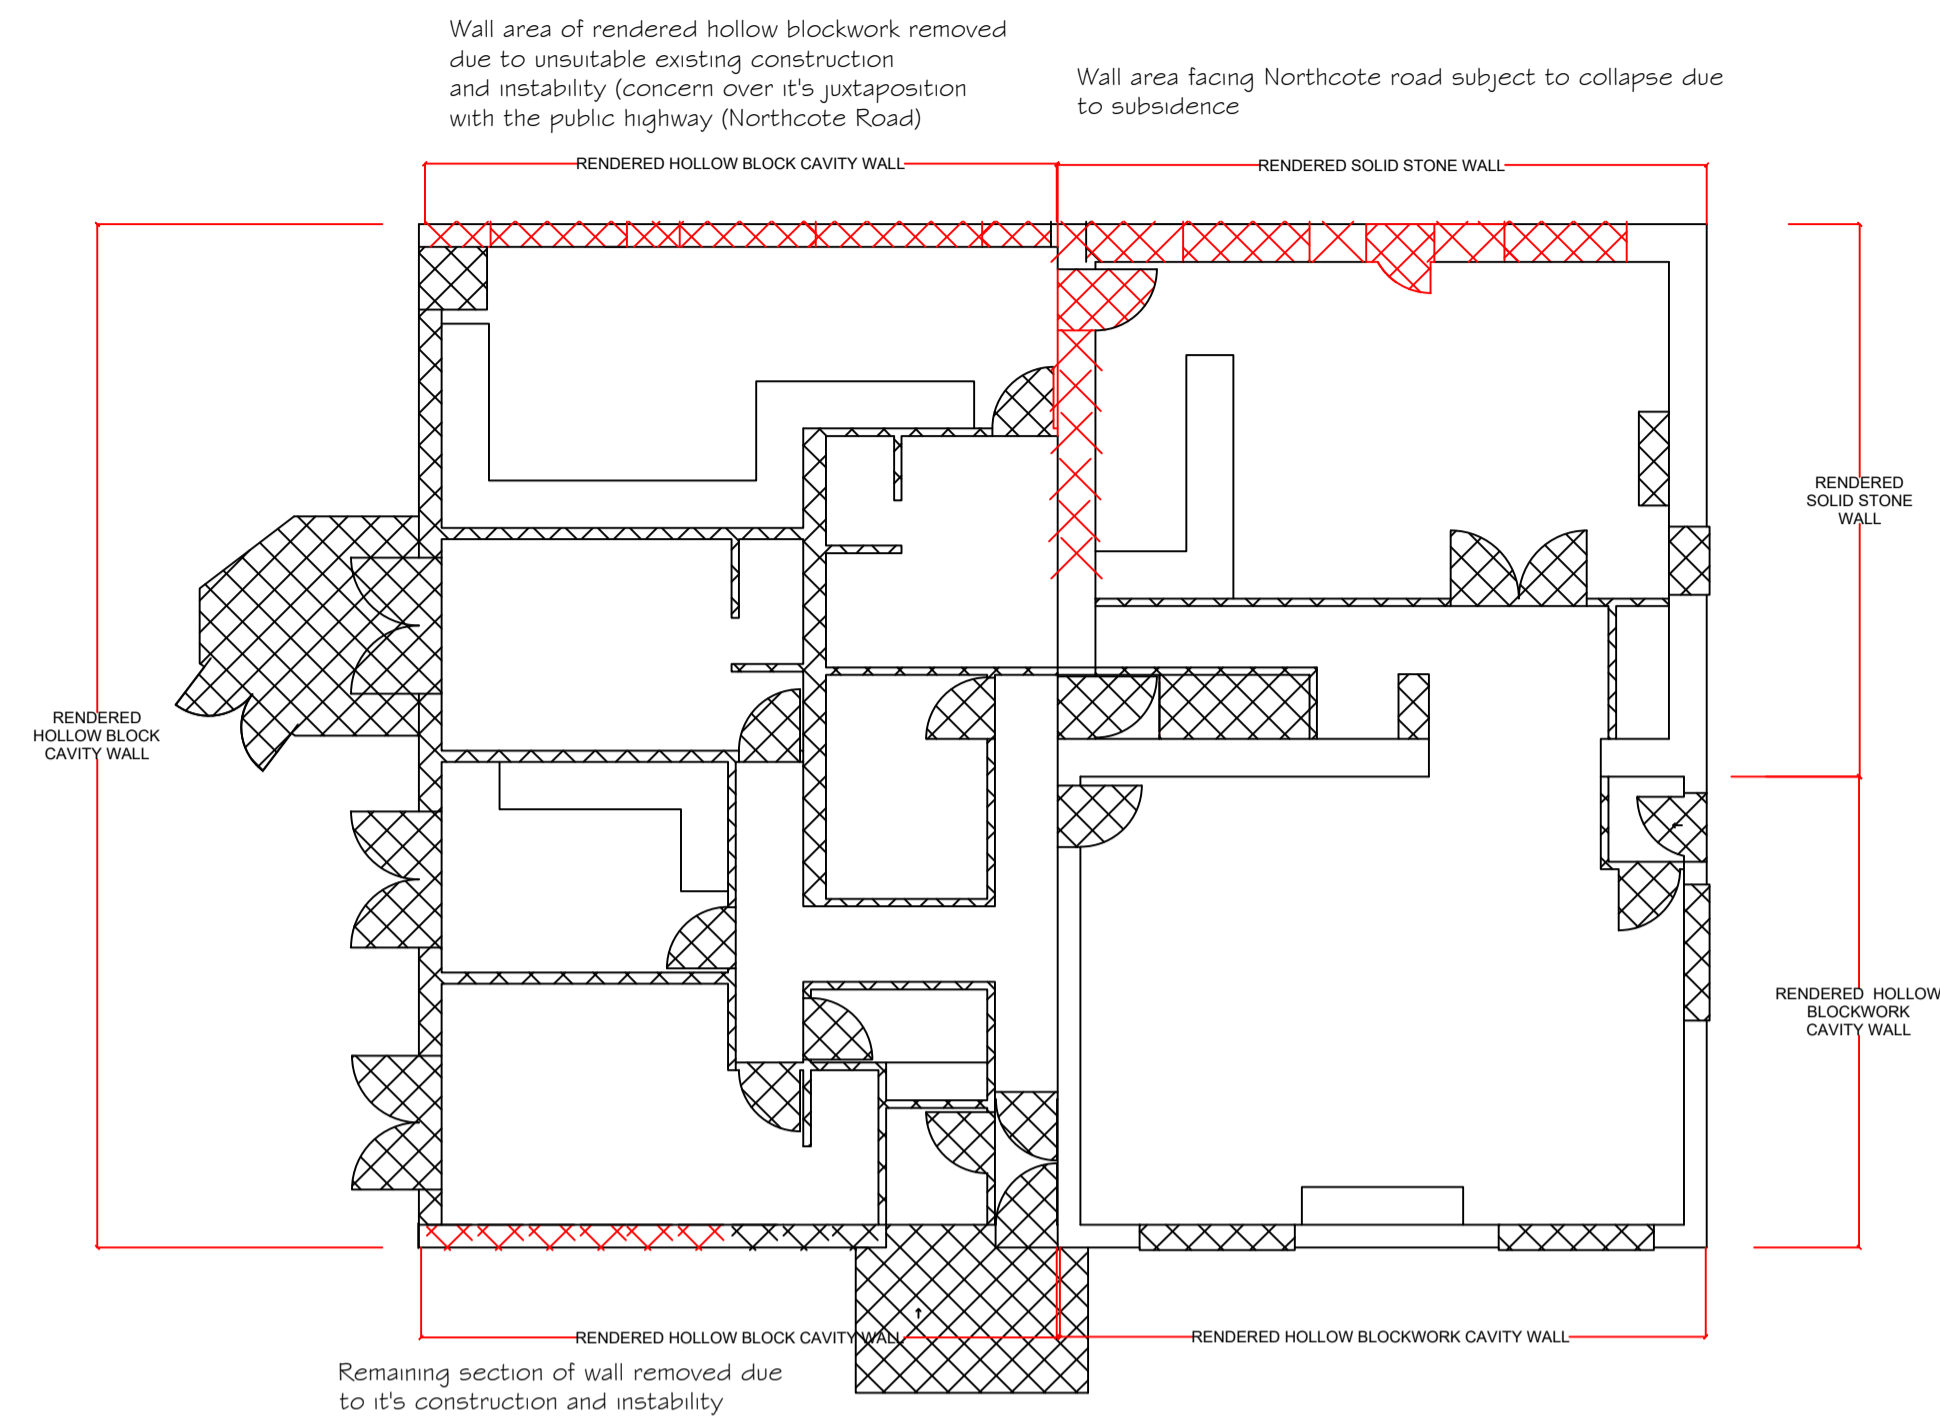 Wall area of rendered hollow blockwork removed
due to unsuitable existing construction
and instability (concern over it's juxtaposition
with the public highway (Northcote Road)
Wall area facing Northcote road subject to collapse due
to subsidence
RENDERED HOLLOW BLOCK CAVITY WALL
RENDERED SOLID STONE WALL
RENDERED
SOLID STONE
WALL
RENDERED
HOLLOW BLOCK
CAVITY WALL
RENDERED HOLLOW
BLOCKWORK
CAVITY WALL
RENDERED HOLLOW BLOCK CAVITY WALL
RENDERED HOLLOW BLOCKWORK CAVITY WALL
Remaining section of wall removed due
to it's construction and instability